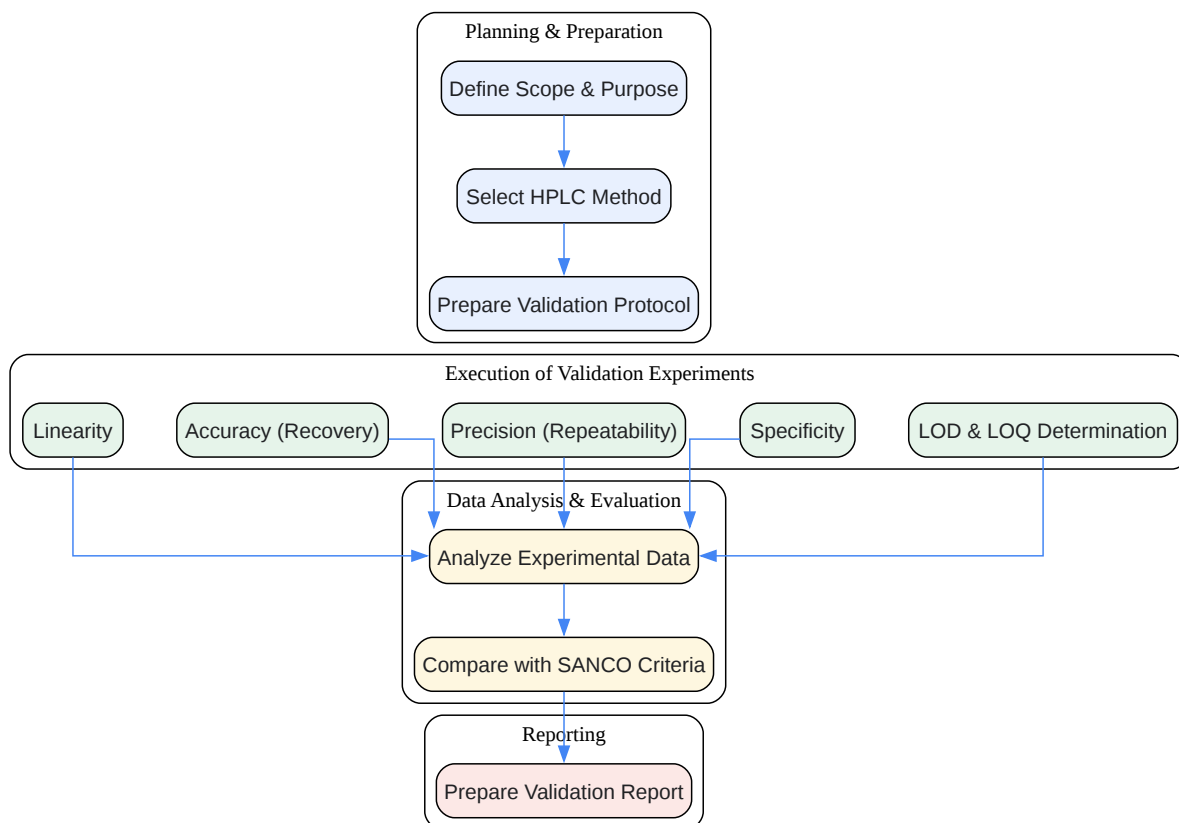 Planning & Preparation
Define Scope & Purpose
Select HPLC Method
Prepare Validation Protocol
Execution of Validation Experiments
Linearity
Accuracy (Recovery)
Precision (Repeatability)
Specificity
LOD & LOQ Determination
Data Analysis & Evaluation
Analyze Experimental Data
Compare with SANCO Criteria
Reporting
Prepare Validation Report